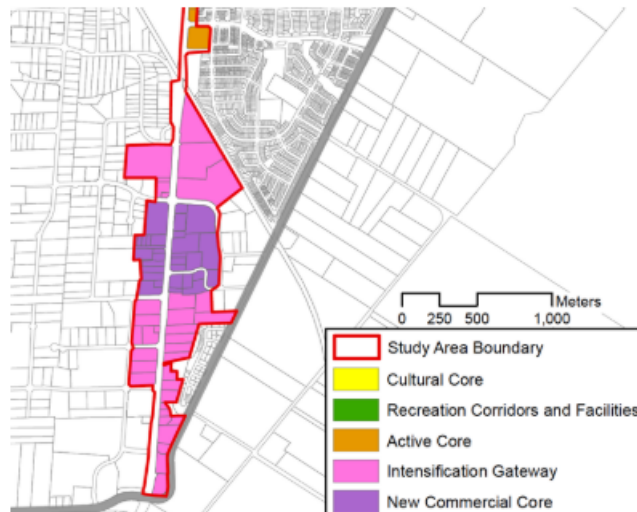 Meters
0 250 500 1,000
Study Area Boundary
Cultural Core
Recreation Corridors and Facilities
Active Core
Intensification Gateway
New Commercial Core